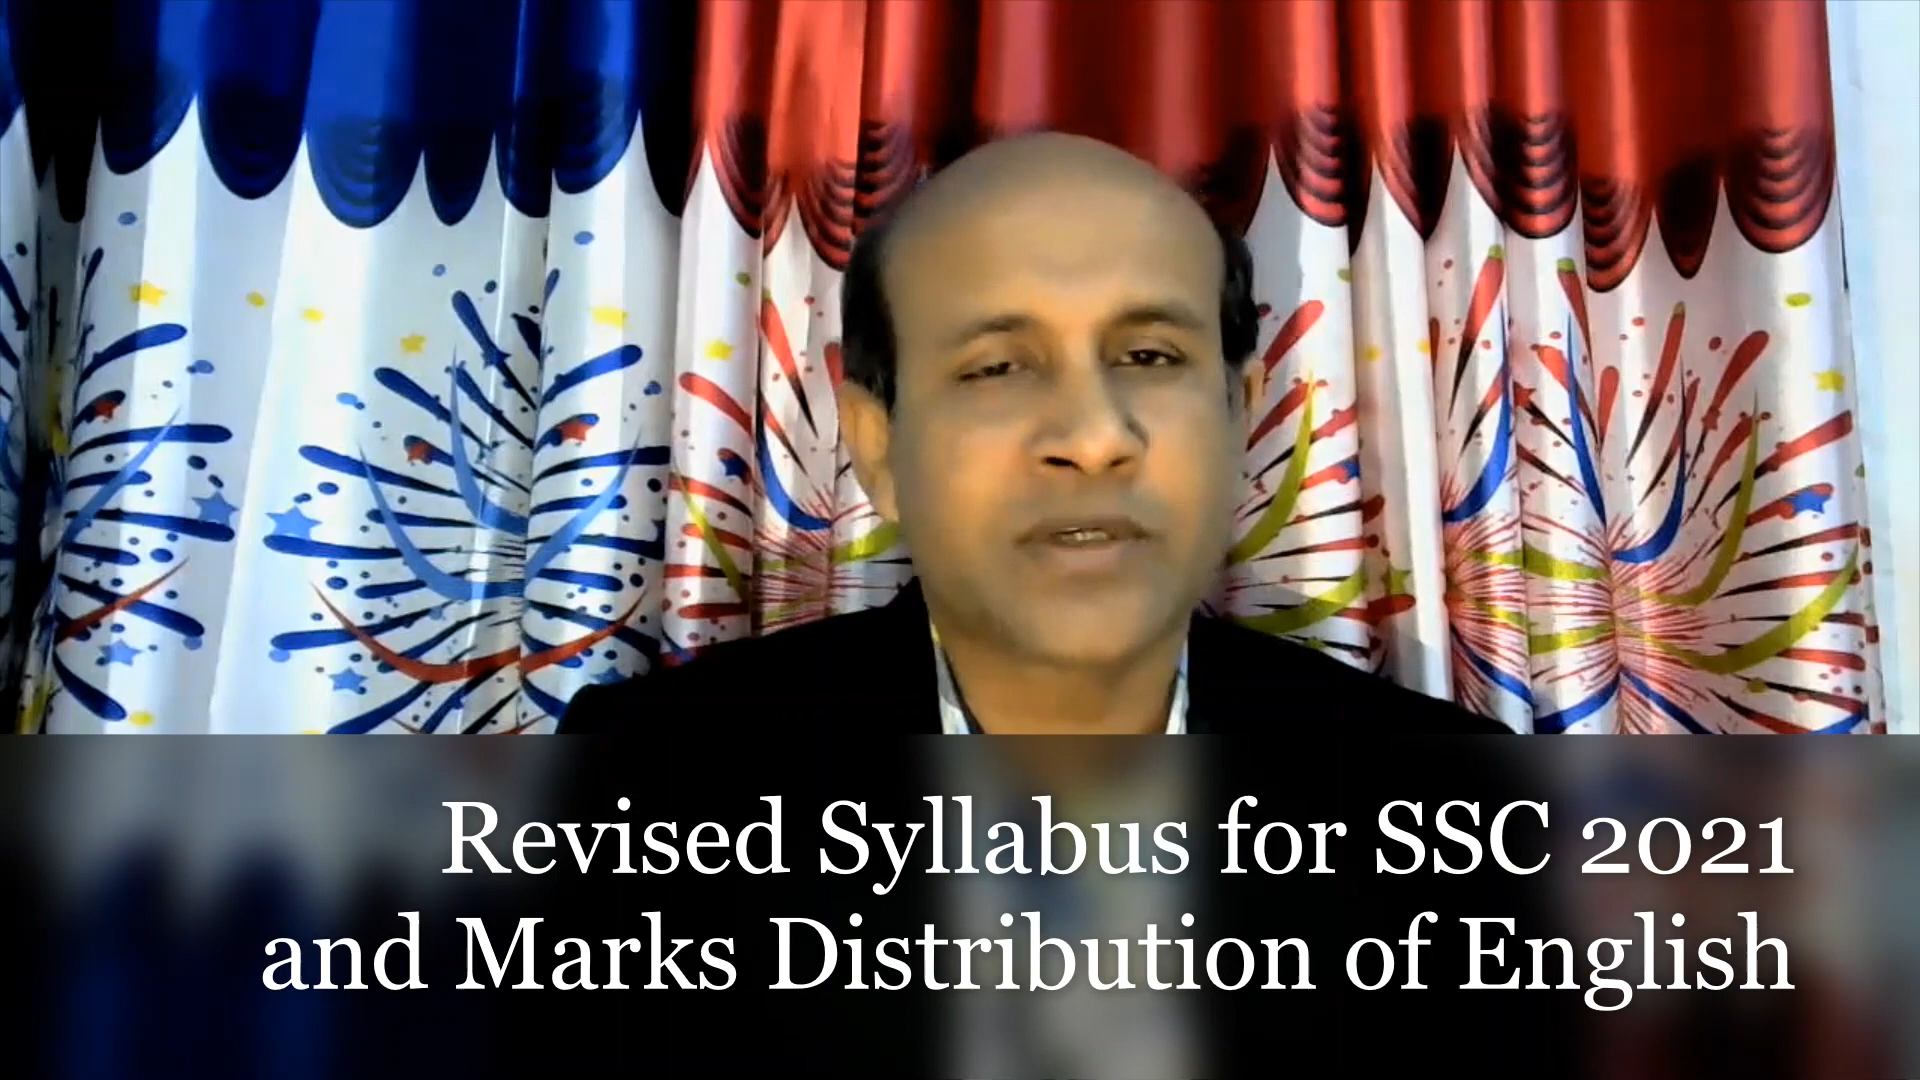 Revised Syllabus for SSC 2021
and Marks Distribution of English